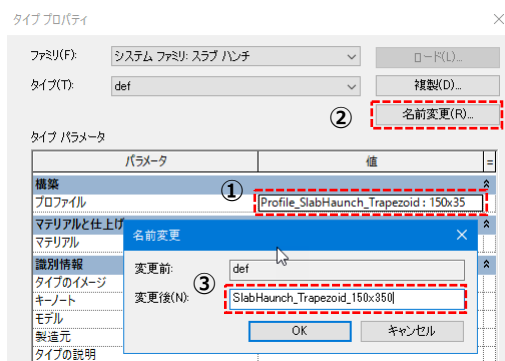 タイプ プロパティ
ファミリ(F):
システム ファミリ: スラブ ハンチ
ロード(L)...
タイプ(T):
def
複製(D)...
②
名前変更(R)...
タイプ パラメータ
パラメータ
値
=
構築
①
プロファイル
Profile_SlabHaunch_Trapezoid : 150x35
マテリアルと仕上げ
マテリアル
識別情報
タイプのイメージ
キーノート
モデル
製造元
タイプの説明
名前変更
変更前:
def
③
変更後(N):
SlabHaunch_Trapezoid_150x350
OK
キャンセル